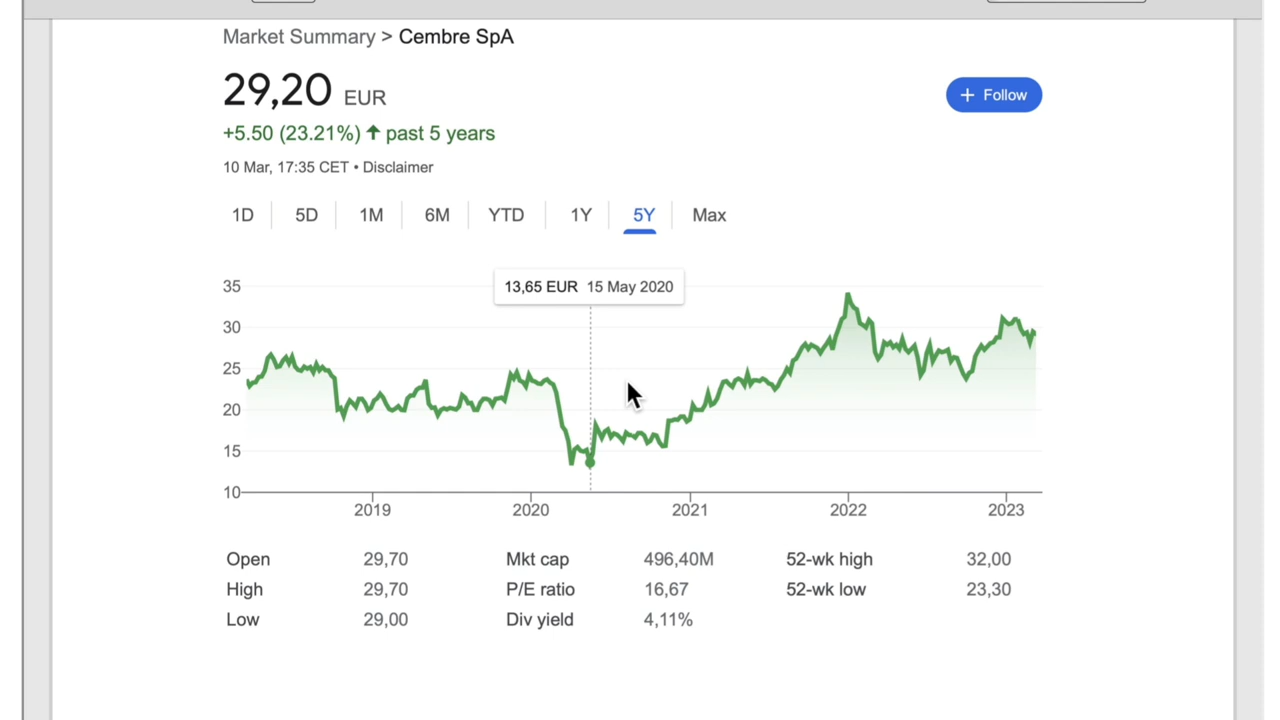 Market Summary > Cembre SpA
29,20 EUR
+ Follow
+5.50 (23.21%) ↑ past 5 years
10 Mar, 17:35 CET • Disclaimer
1D 5D 1M 6M YTD 1Y 5Y Max
13,65 EUR 15 May 2020
35
30
25
20
15
10
2019 2020 2021 2022 2023
Open 29,70 Mkt cap 496,40M 52-wk high 32,00
High 29,70 P/E ratio 16,67 52-wk low 23,30
Low 29,00 Div yield 4,11%